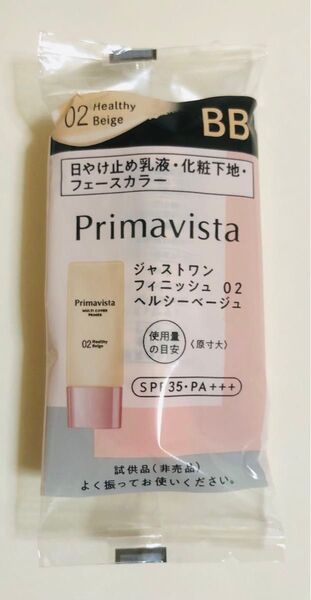 02 Healthy
Beige
BB
日やけ止め乳液・化粧下地・
フェースカラー
Primavista
ジャストワン
フィニッシュ 02
ヘルシーベージュ
Primavista
MULTI COVER
PRIMER
02 Healthy
Beige
使用量
の目安
〈原寸大〉
SPF35・PA+++
試供品（非売品）
よく振ってお使いください。